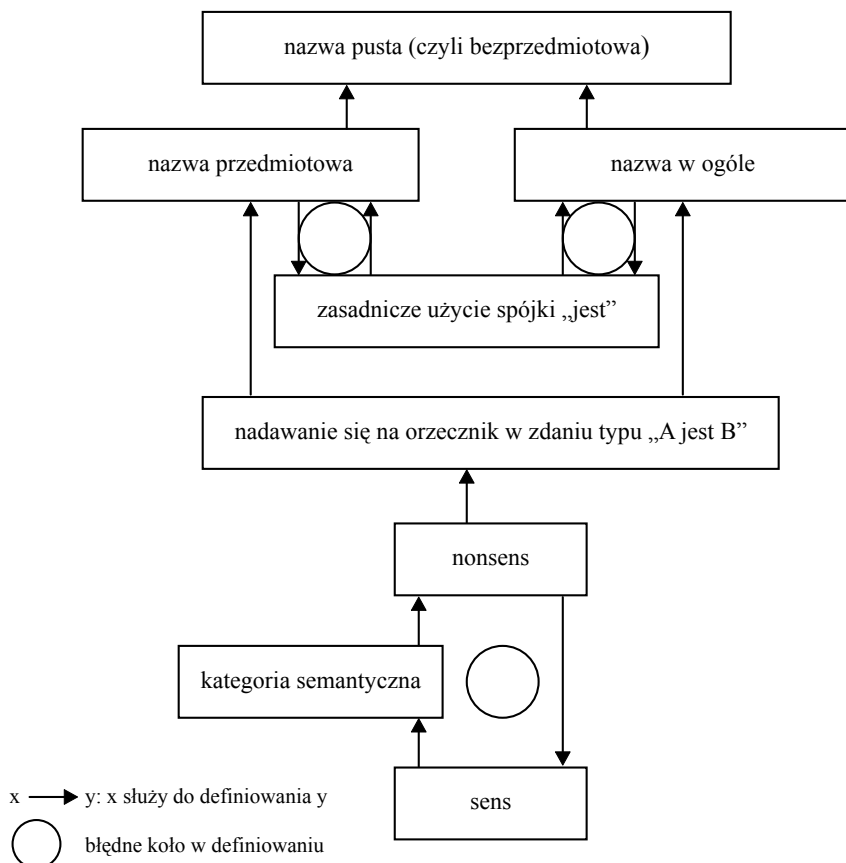 nazwa pusta (czyli bezprzedmiotowa)
nazwa przedmiotowa
nazwa w ogóle
zasadnicze użycie spójki „jest”
nadawanie się na orzecznik w zdaniu typu „A jest B”
nonsens
kategoria semantyczna
sens
x y: x służy do definiowania y
błędne koło w definiowaniu